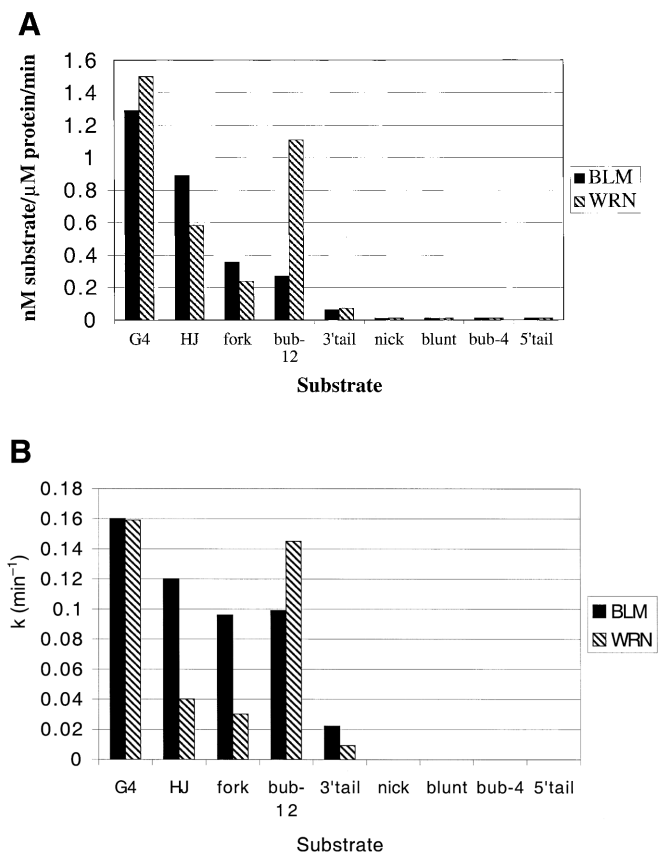 A
nM substrate/µM protein/min
1.6
1.4
1.2
1
0.8
0.6
0.4
0.2
0
G4 HJ fork bub-12 3'tail nick blunt bub-4 5'tail
Substrate
BLM
WRN
B
k (min⁻¹)
0.18
0.16
0.14
0.12
0.1
0.08
0.06
0.04
0.02
0
G4 HJ fork bub-12 3'tail nick blunt bub-4 5'tail
Substrate
BLM
WRN